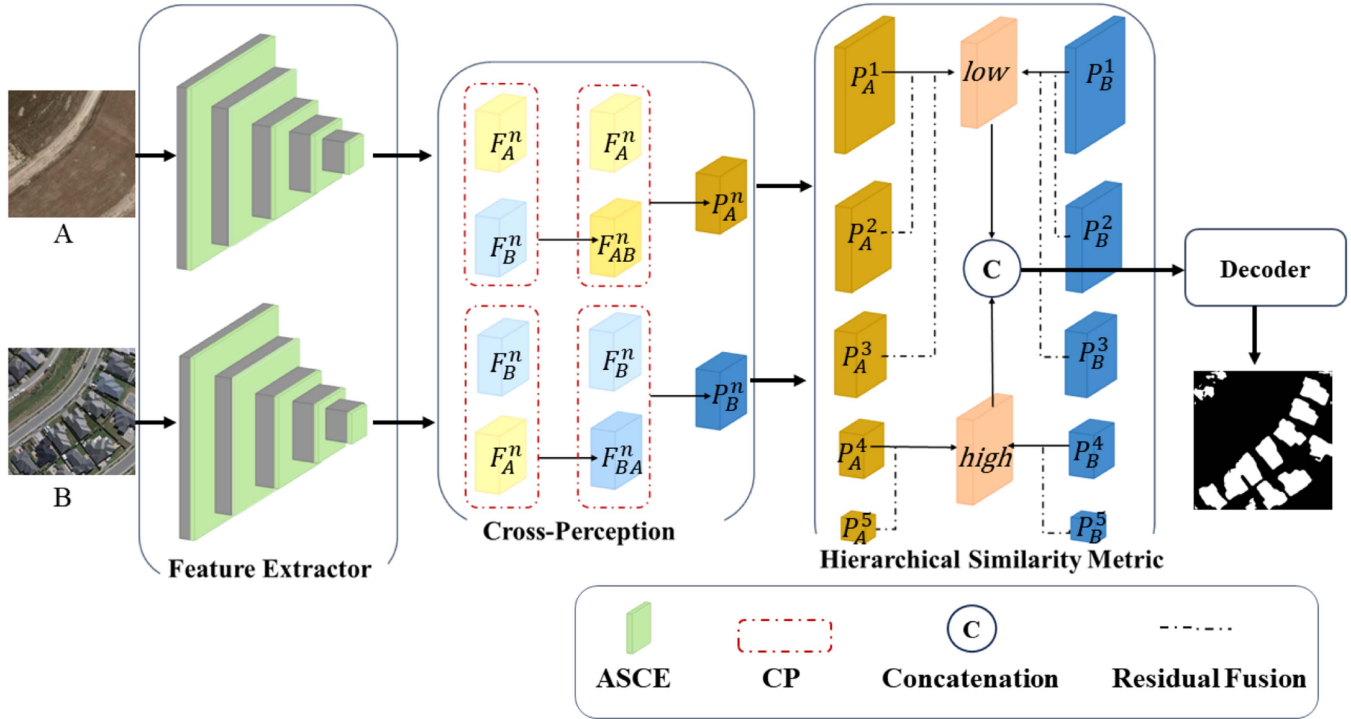 A
B
Feature Extractor
F_A^n
F_B^n
F_A^n
F_AB^n
P_A^n
F_B^n
F_A^n
F_B^n
F_BA^n
P_B^n
Cross-Perception
P_A^1
low
P_B^1
P_A^2
P_B^2
C
P_A^3
P_B^3
P_A^4
high
P_B^4
P_A^5
P_B^5
Hierarchical Similarity Metric
Decoder
C
ASCE
CP
Concatenation
Residual Fusion